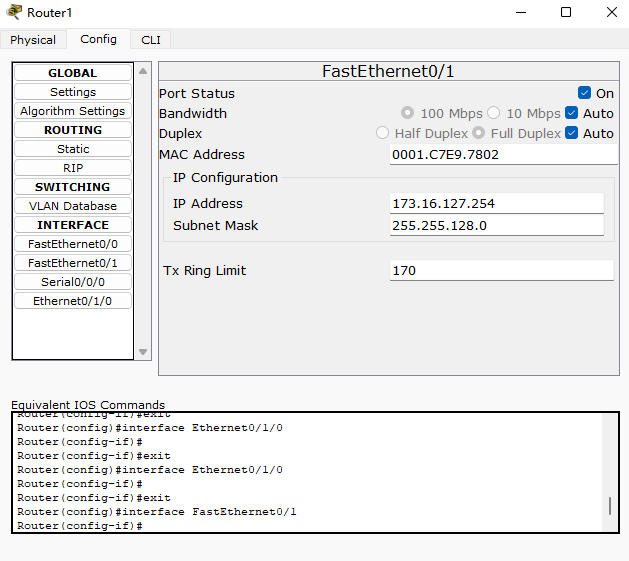 Router1
Physical Config CLI
GLOBAL
Settings
Algorithm Settings
ROUTING
Static
RIP
SWITCHING
VLAN Database
INTERFACE
FastEthernet0/0
FastEthernet0/1
Serial0/0/0
Ethernet0/1/0
FastEthernet0/1
Port Status On
Bandwidth 100 Mbps 10 Mbps Auto
Duplex Half Duplex Full Duplex Auto
MAC Address 0001.C7E9.7802
IP Configuration
IP Address 173.16.127.254
Subnet Mask 255.255.128.0
Tx Ring Limit 170
Equivalent IOS Commands
Router(config-if)#exit
Router(config)#interface Ethernet0/1/0
Router(config-if)#
Router(config-if)#exit
Router(config)#interface Ethernet0/1/0
Router(config-if)#
Router(config-if)#exit
Router(config)#interface FastEthernet0/1
Router(config-if)#